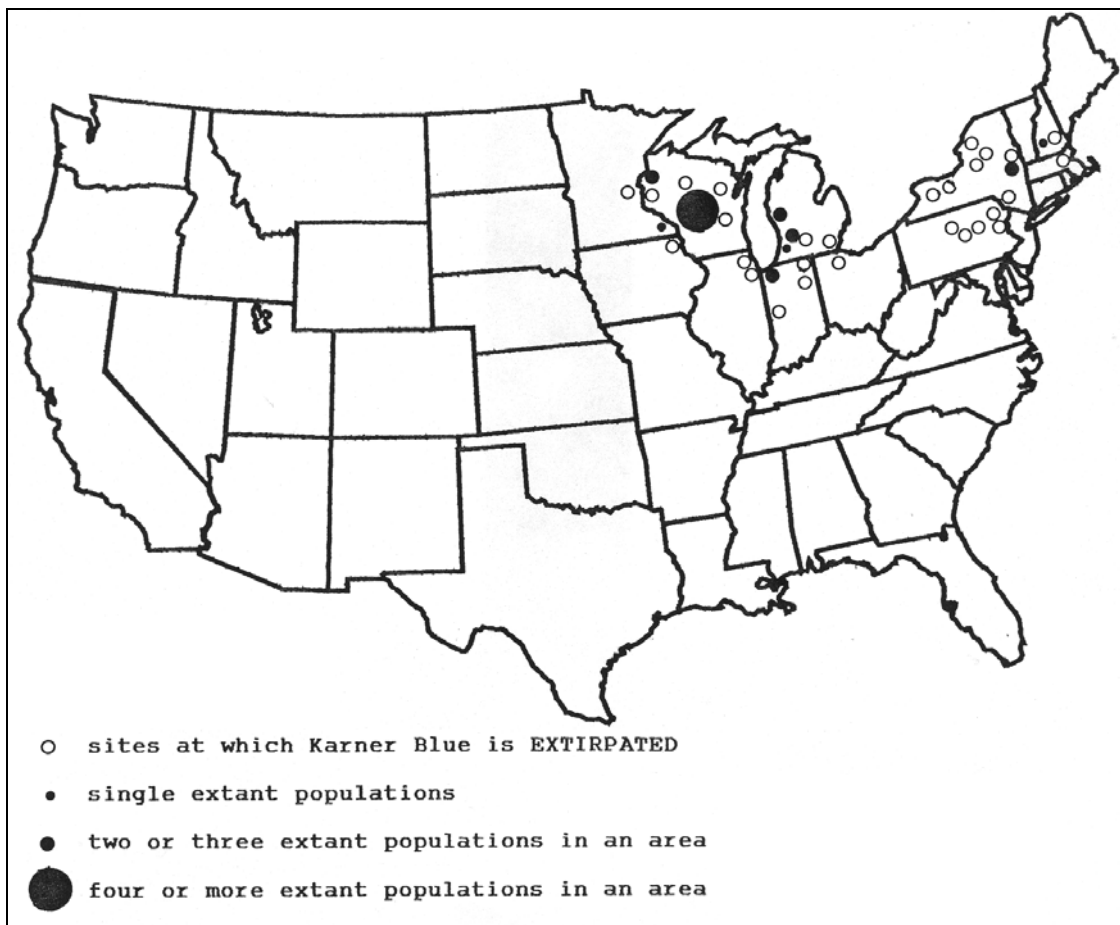 sites at which Karner Blue is EXTIRPATED
single extant populations
two or three extant populations in an area
four or more extant populations in an area